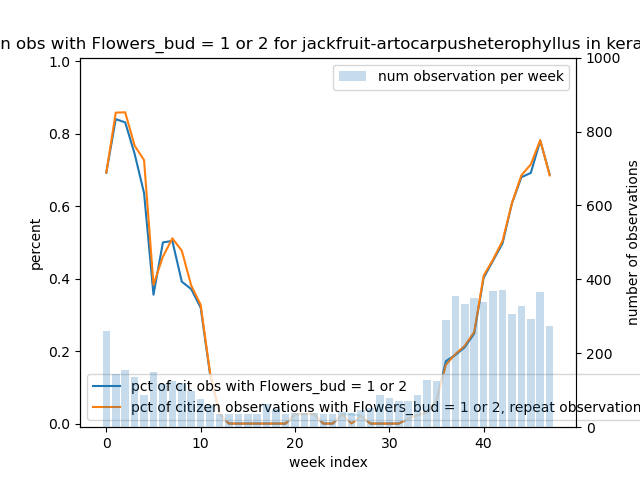 n obs with Flowers_bud = 1 or 2 for jackfruit-artocarpusheterophyllus in kera
num observation per week
percent
1.0
0.8
0.6
0.4
0.2
0.0
1000
800
600
400
200
0
number of observations
pct of cit obs with Flowers_bud = 1 or 2
pct of citizen observations with Flowers_bud = 1 or 2, repeat observation
0 10 20 30 40
week index